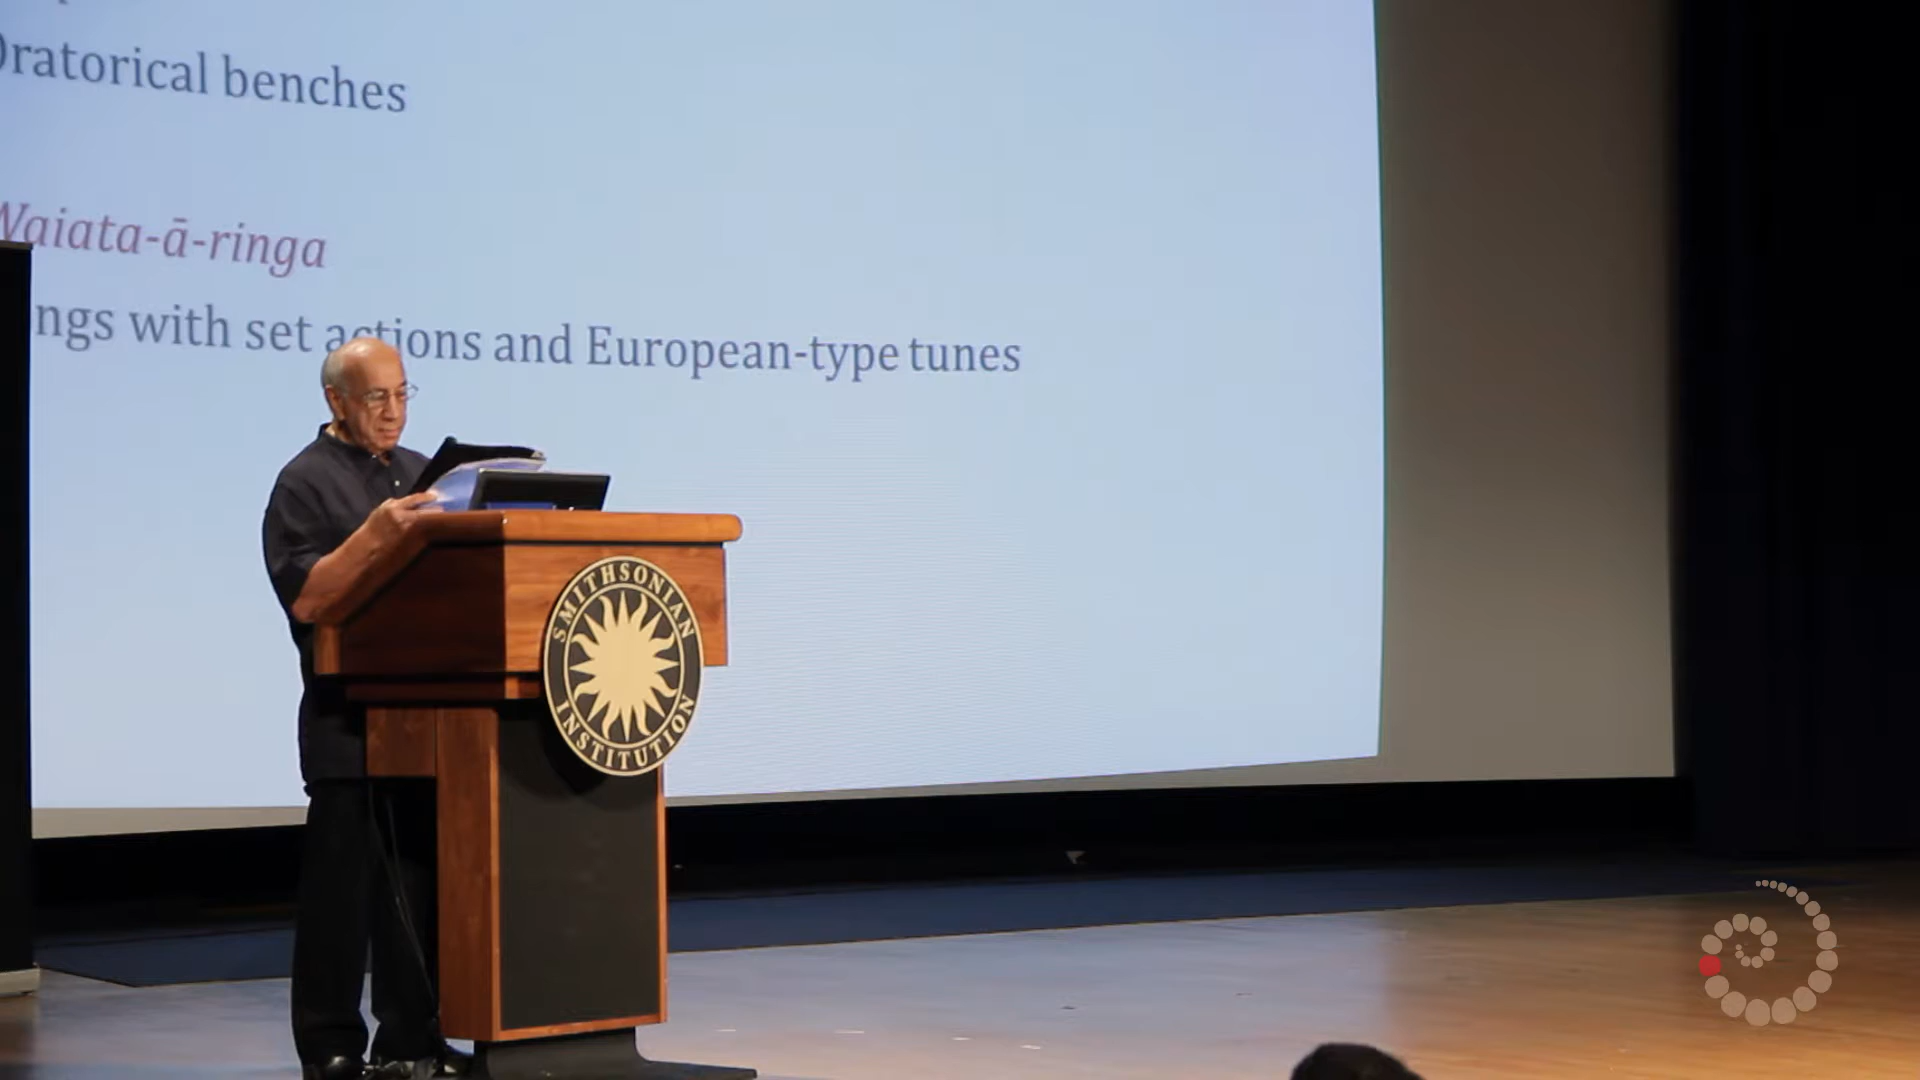 Oratorical benches
Waiata-ā-ringa
ngs with set actions and European-type tunes
SMITHSONIAN
INSTITUTION